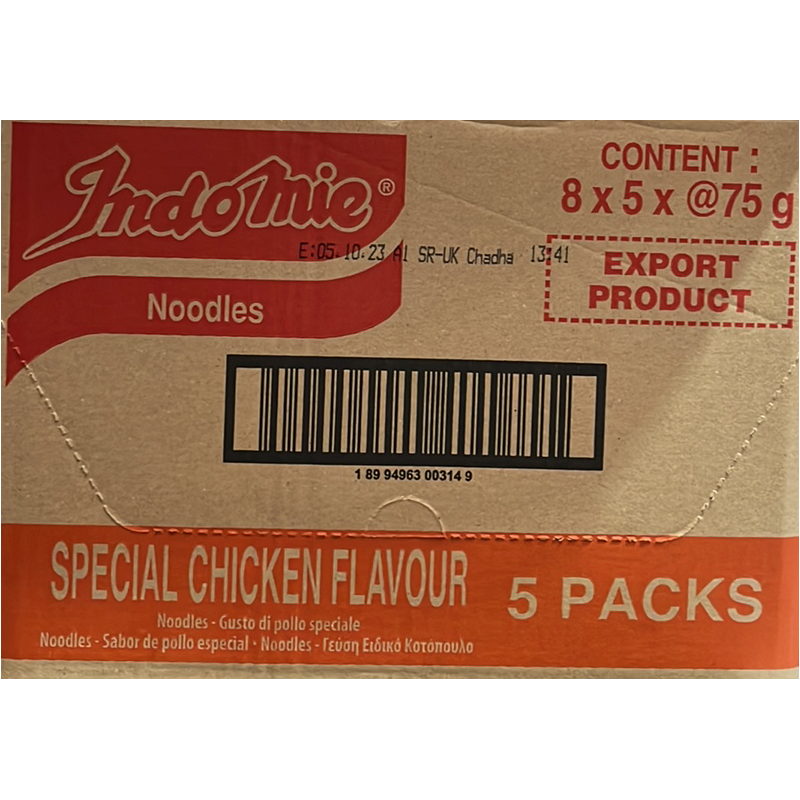 Indomie®
Noodles
CONTENT :
8 x 5 x @75 g
E:05.10.23 A1 SR-UK Chadha 13:41
EXPORT
PRODUCT
1 89 94963 00314 9
SPECIAL CHICKEN FLAVOUR
5 PACKS
Noodles - Gusto di pollo speciale
Noodles - Sabor de pollo especial • Noodles - Γεύση Ειδικό Κοτόπουλο